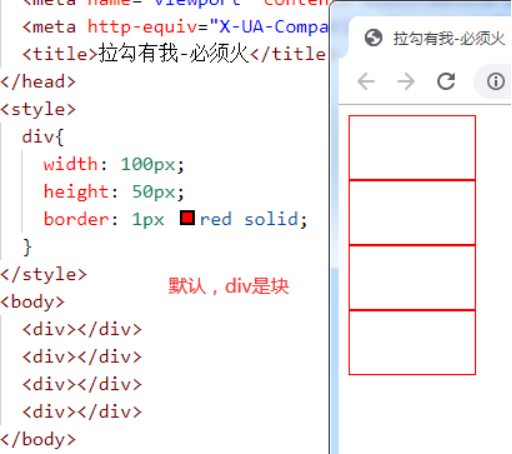 <meta name="viewport" conten
<meta http-equiv="X-UA-Compa
<title>拉勾有我-必须火</title
</head>
<style>
div{
width: 100px;
height: 50px;
border: 1px red solid;
}
</style>
<body>
<div></div>
<div></div>
<div></div>
<div></div>
</body>
默认，div是块
拉勾有我-必须火